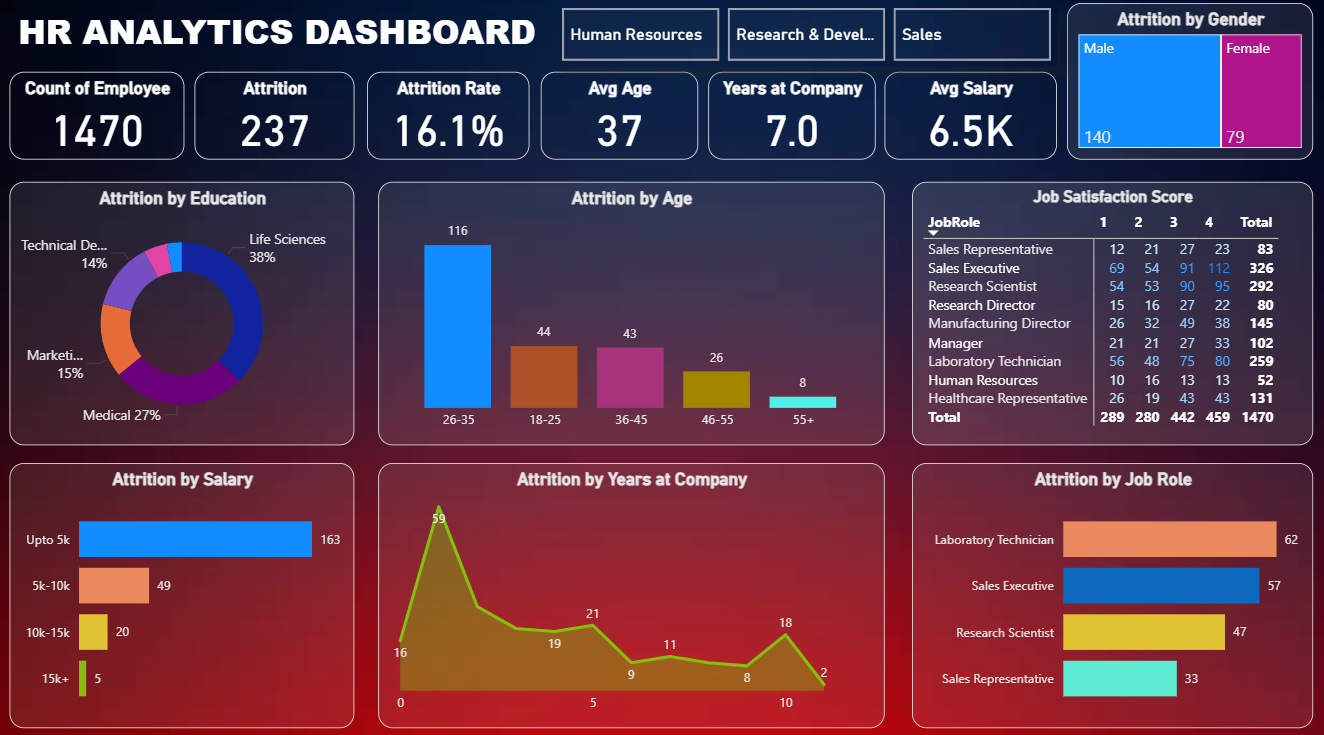 HR ANALYTICS DASHBOARD
Human Resources
Research & Devel...
Sales
Count of Employee
1470
Attrition
237
Attrition Rate
16.1%
Avg Age
37
Years at Company
7.0
Avg Salary
6.5K
Attrition by Gender
Male
Female
140
79
Attrition by Education
Life Sciences
38%
Technical De...
14%
Marketi...
15%
Medical 27%
Attrition by Age
116
44
43
26
8
26-35 18-25 36-45 46-55 55+
Job Satisfaction Score
JobRole 1 2 3 4 Total
Sales Representative 12 21 27 23 83
Sales Executive 69 54 91 112 326
Research Scientist 54 53 90 95 292
Research Director 15 16 27 22 80
Manufacturing Director 26 32 49 38 145
Manager 21 21 27 33 102
Laboratory Technician 56 48 75 80 259
Human Resources 10 16 13 13 52
Healthcare Representative 26 19 43 43 131
Total 289 280 442 459 1470
Attrition by Salary
Upto 5k 163
5k-10k 49
10k-15k 20
15k+ 5
Attrition by Years at Company
16
59
19
21
9
11
8
18
2
0 5 10
Attrition by Job Role
Laboratory Technician 62
Sales Executive 57
Research Scientist 47
Sales Representative 33